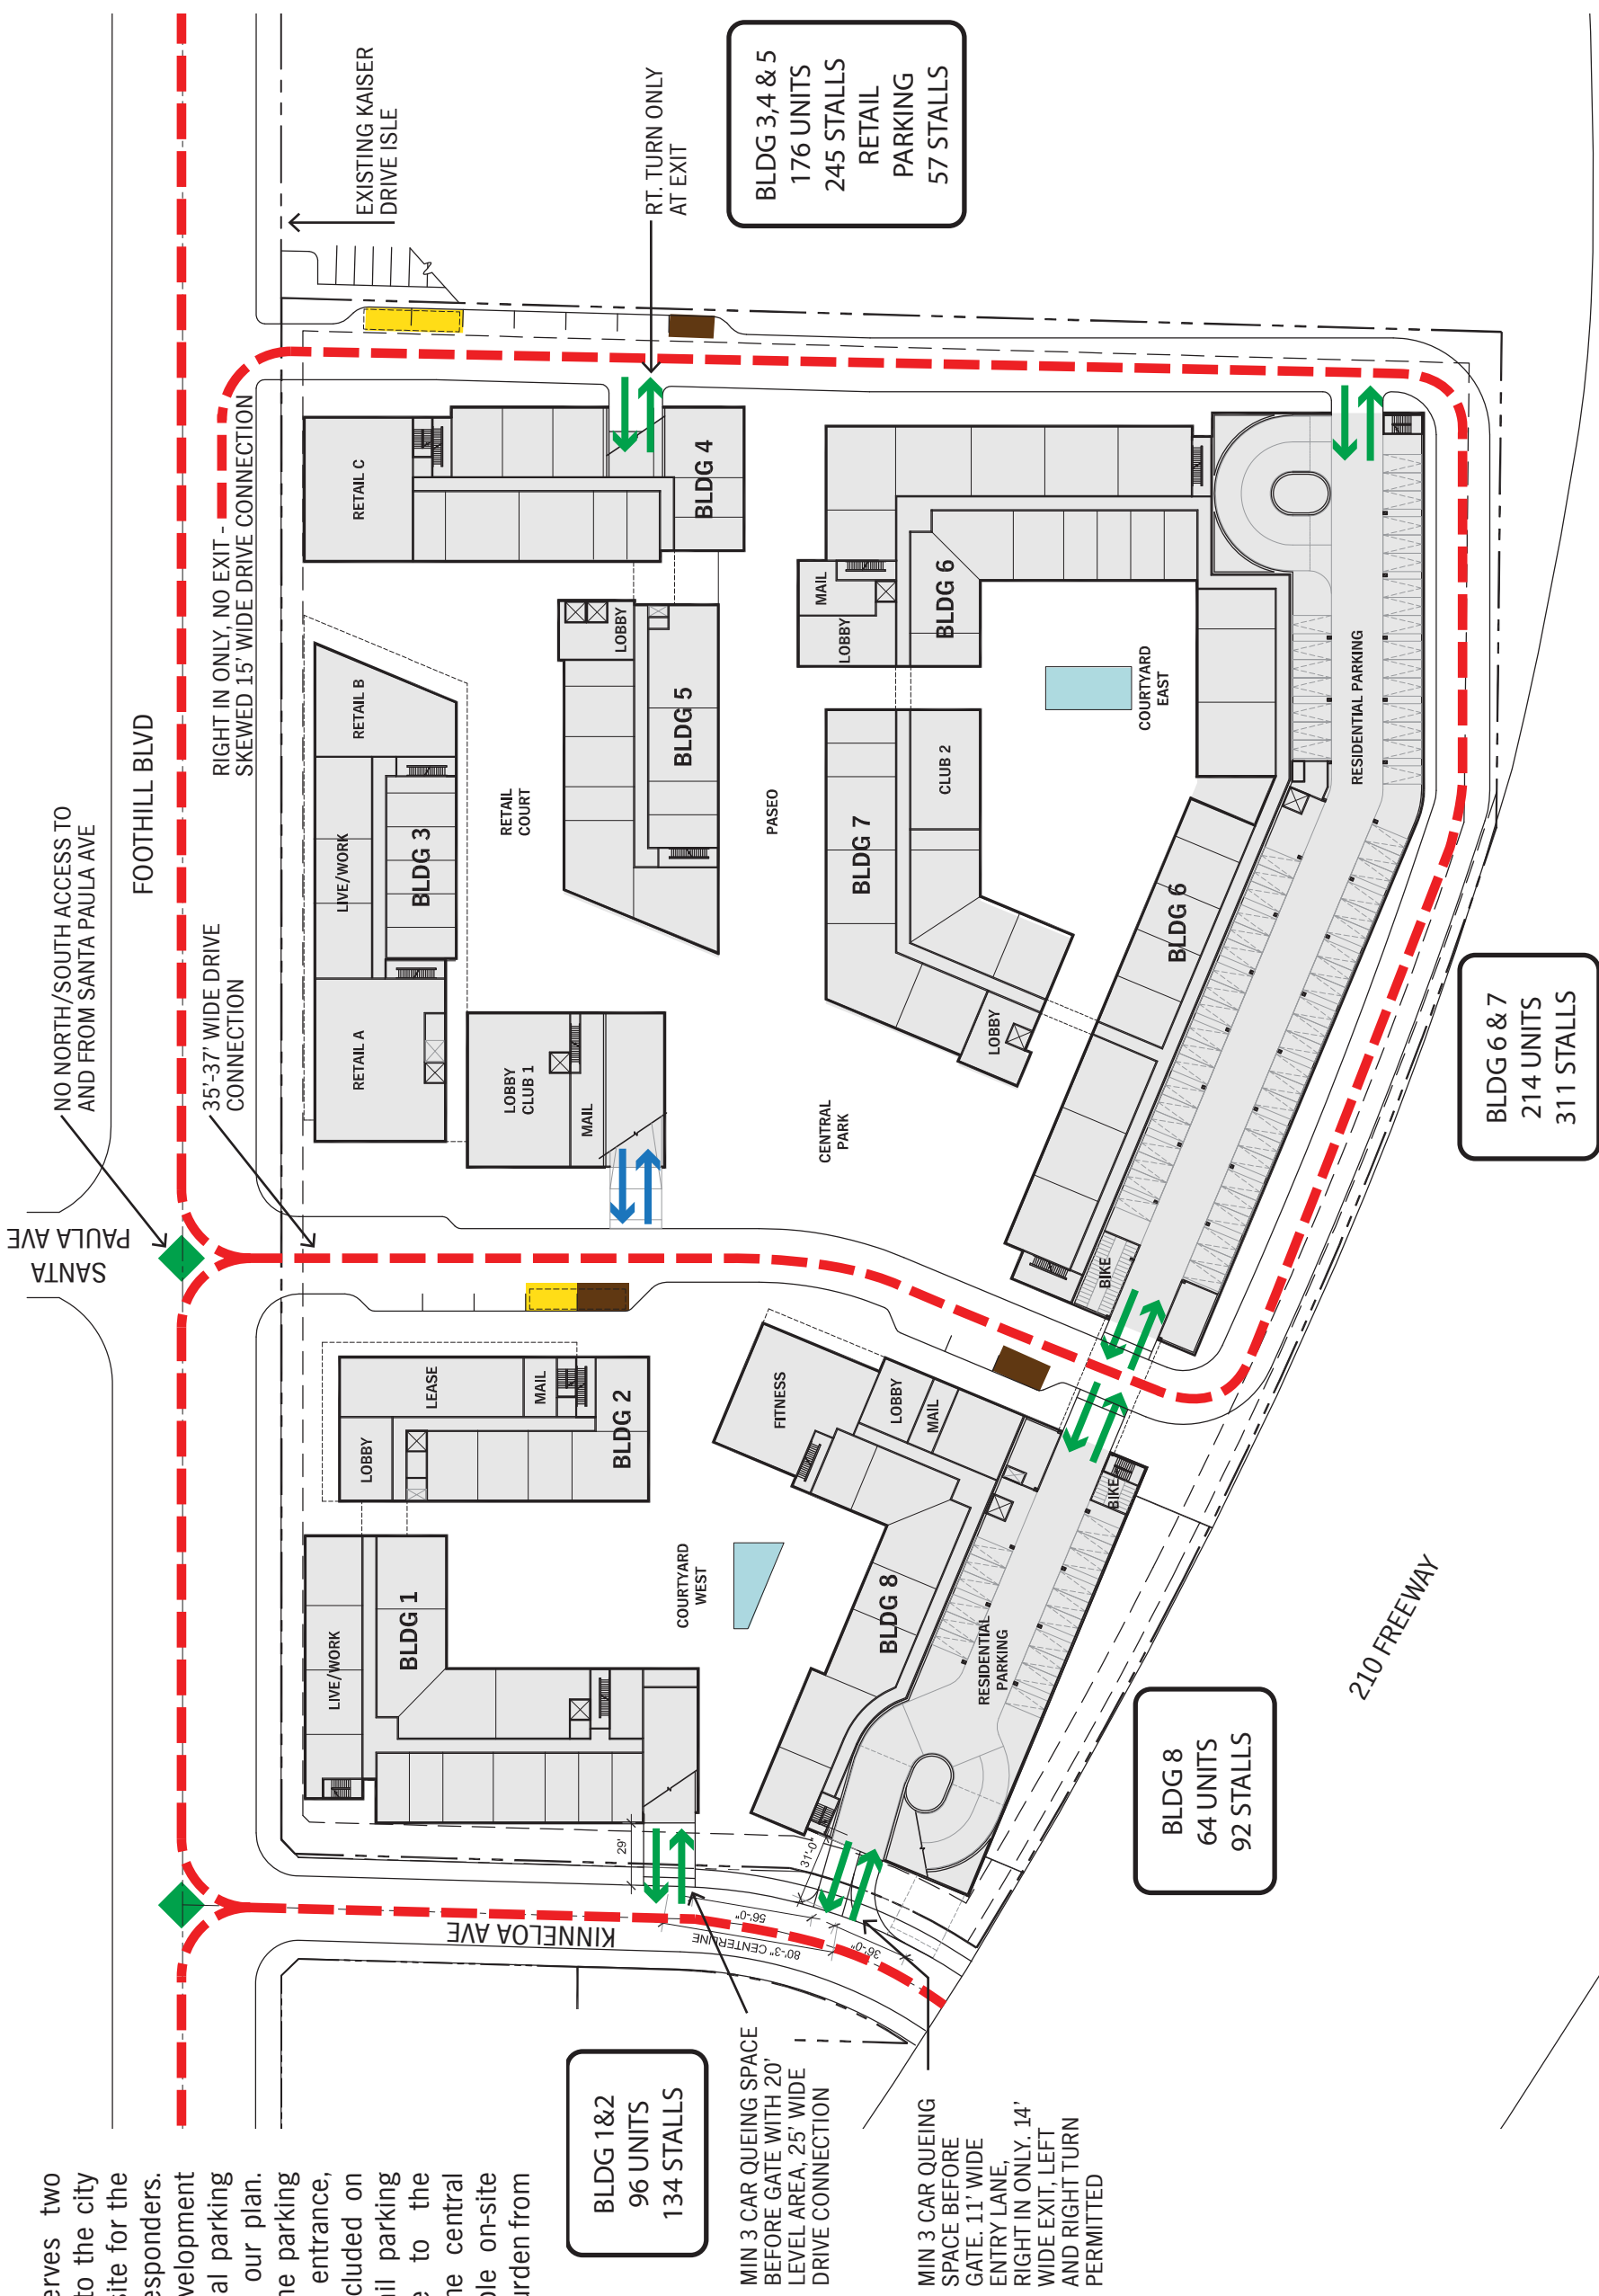 erves two
to the city
site for the
esponders.
velopment
al parking
our plan.
he parking
entrance,
cluded on
ail parking
e to the
he central
ple on-site
urden from
NO NORTH/SOUTH ACCESS TO
AND FROM SANTA PAULA AVE
SANTA
PAULA AVE
FOOTHILL BLVD
35'-37' WIDE DRIVE
CONNECTION
RIGHT IN ONLY, NO EXIT -
SKEWED 15' WIDE DRIVE CONNECTION
EXISTING KAISER
DRIVE ISLE
RT. TURN ONLY
AT EXIT
BLDG 3,4 & 5
176 UNITS
245 STALLS
RETAIL
PARKING
57 STALLS
LIVE/WORK
BLDG 1
LOBBY
LEASE
MAIL
BLDG 2
RETAIL A
LIVE/WORK
BLDG 3
RETAIL B
RETAIL C
BLDG 4
LOBBY
CLUB 1
MAIL
RETAIL
COURT
LOBBY
BLDG 5
PASEO
COURTYARD
WEST
FITNESS
LOBBY
MAIL
BLDG 8
RESIDENTIAL
PARKING
BIKE
CENTRAL
PARK
BLDG 7
CLUB 2
LOBBY
MAIL
LOBBY
BLDG 6
COURTYARD
EAST
BLDG 6
BIKE
RESIDENTIAL PARKING
KINNELOA AVE
29'
31'-0"
56'-0"
80'-3" CENTERLINE
36'-0"
BLDG 1&2
96 UNITS
134 STALLS
MIN 3 CAR QUEING SPACE
BEFORE GATE WITH 20'
LEVEL AREA, 25' WIDE
DRIVE CONNECTION
MIN 3 CAR QUEING
SPACE BEFORE
GATE. 11' WIDE
ENTRY LANE,
RIGHT IN ONLY. 14'
WIDE EXIT, LEFT
AND RIGHT TURN
PERMITTED
BLDG 8
64 UNITS
92 STALLS
210 FREEWAY
BLDG 6 & 7
214 UNITS
311 STALLS